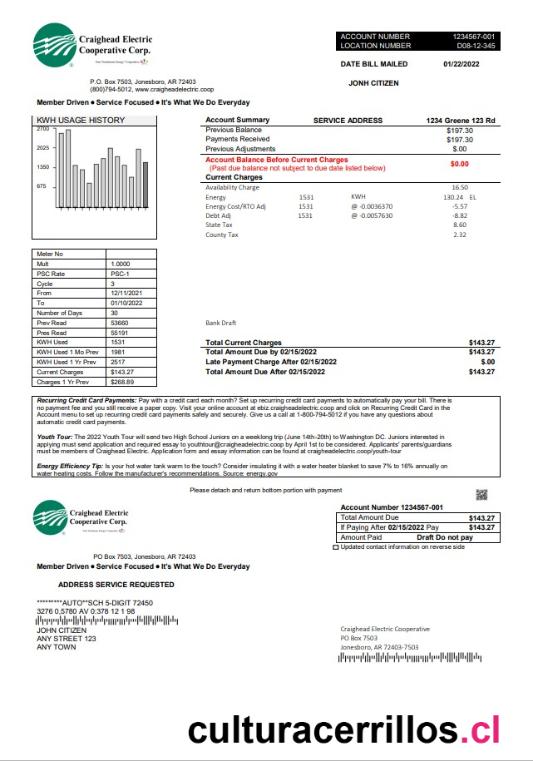 Craighead Electric
Cooperative Corp.
ACCOUNT NUMBER 1234567-001
LOCATION NUMBER D08-12-345
DATE BILL MAILED 01/22/2022
P.O. Box 7503, Jonesboro, AR 72403
(800)794-5012, www.craigheadelectric.coop
JONH CITIZEN
Member Driven ● Service Focused ● It's What We Do Everyday
KWH USAGE HISTORY
2700
2025
1350
675
Account Summary SERVICE ADDRESS 1234 Greene 123 Rd
Previous Balance $197.30
Payments Received $197.30
Previous Adjustments $.00
Account Balance Before Current Charges $0.00
(Past due balance not subject to due date listed below)
Current Charges
Availability Charge 16.50
Energy 1531 KWH 130.24 EL
Energy Cost/RTO Adj 1531 @ -0.0036370 -5.57
Debt Adj 1531 @ -0.0057630 -8.82
State Tax 8.60
County Tax 2.32
Meter No
Mult 1.0000
PSC Rate PSC-1
Cycle 3
From 12/11/2021
To 01/10/2022
Number of Days 30
Prev Read 53660
Pres Read 55191
KWH Used 1531
KWH Used 1 Mo Prev 1981
KWH Used 1 Yr Prev 2517
Current Charges $143.27
Charges 1 Yr Prev $268.89
Bank Draft
Total Current Charges $143.27
Total Amount Due by 02/15/2022 $143.27
Late Payment Charge After 02/15/2022 $.00
Total Amount Due After 02/15/2022 $143.27
Recurring Credit Card Payments: Pay with a credit card each month? Set up recurring credit card payments to automatically pay your bill. There is
no payment fee and you still receive a paper copy. Visit your online account at ebiz.craigheadelectric.coop and click on Recurring Credit Card in the
Account menu to set up recurring credit card payments safely and securely. Give us a call at 1-800-794-5012 if you have any questions about
automatic credit card payments.
Youth Tour: The 2022 Youth Tour will send two High School Juniors on a weeklong trip (June 14th-20th) to Washington DC. Juniors interested in
applying must send application and required essay to youthtour@craigheadelectric.coop by April 1st to be considered. Applicants' parents/guardians
must be members of Craighead Electric. Application form and essay information can be found at craigheadelectric.coop/youth-tour
Energy Efficiency Tip: Is your hot water tank warm to the touch? Consider insulating it with a water heater blanket to save 7% to 16% annually on
water heating costs. Follow the manufacturer's recommendations. Source: energy.gov
Please detach and return bottom portion with payment
Craighead Electric
Cooperative Corp.
Account Number 1234567-001
Total Amount Due $143.27
If Paying After 02/15/2022 Pay $143.27
Amount Paid Draft Do not pay
Updated contact information on reverse side
PO Box 7503, Jonesboro, AR 72403
Member Driven ● Service Focused ● It's What We Do Everyday
ADDRESS SERVICE REQUESTED
*********AUTO**SCH 5-DIGIT 72450
3276 0.5780 AV 0:378 12 1 98
JOHN CITIZEN
ANY STREET 123
ANY TOWN
Craighead Electric Cooperative
PO Box 7503
Jonesboro, AR 72403-7503
culturacerrillos.cl